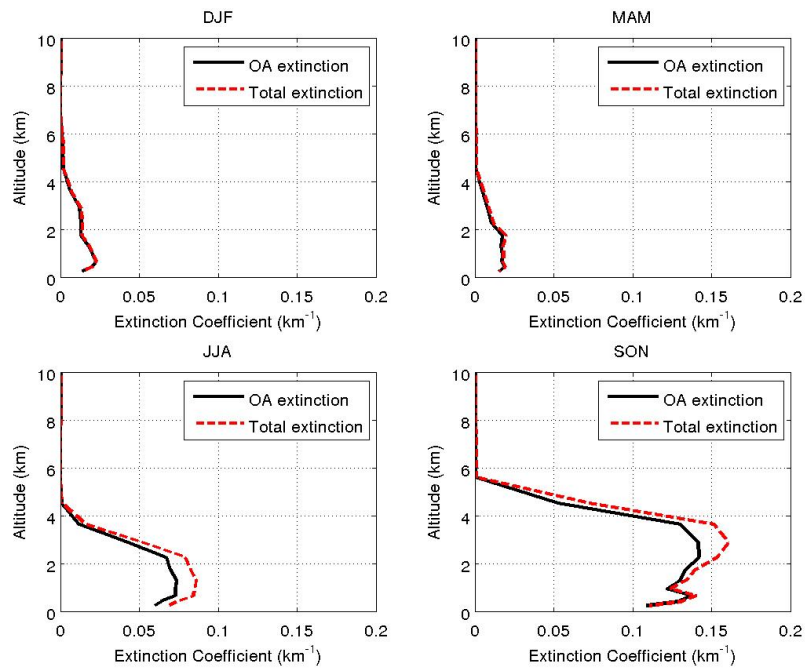 DJF
10
8
6
4
2
0
Altitude (km)
OA extinction
Total extinction
0 0.05 0.1 0.15 0.2
Extinction Coefficient (km⁻¹)
MAM
10
8
6
4
2
0
Altitude (km)
OA extinction
Total extinction
0 0.05 0.1 0.15 0.2
Extinction Coefficient (km⁻¹)
JJA
10
8
6
4
2
0
Altitude (km)
OA extinction
Total extinction
0 0.05 0.1 0.15 0.2
Extinction Coefficient (km⁻¹)
SON
10
8
6
4
2
0
Altitude (km)
OA extinction
Total extinction
0 0.05 0.1 0.15 0.2
Extinction Coefficient (km⁻¹)